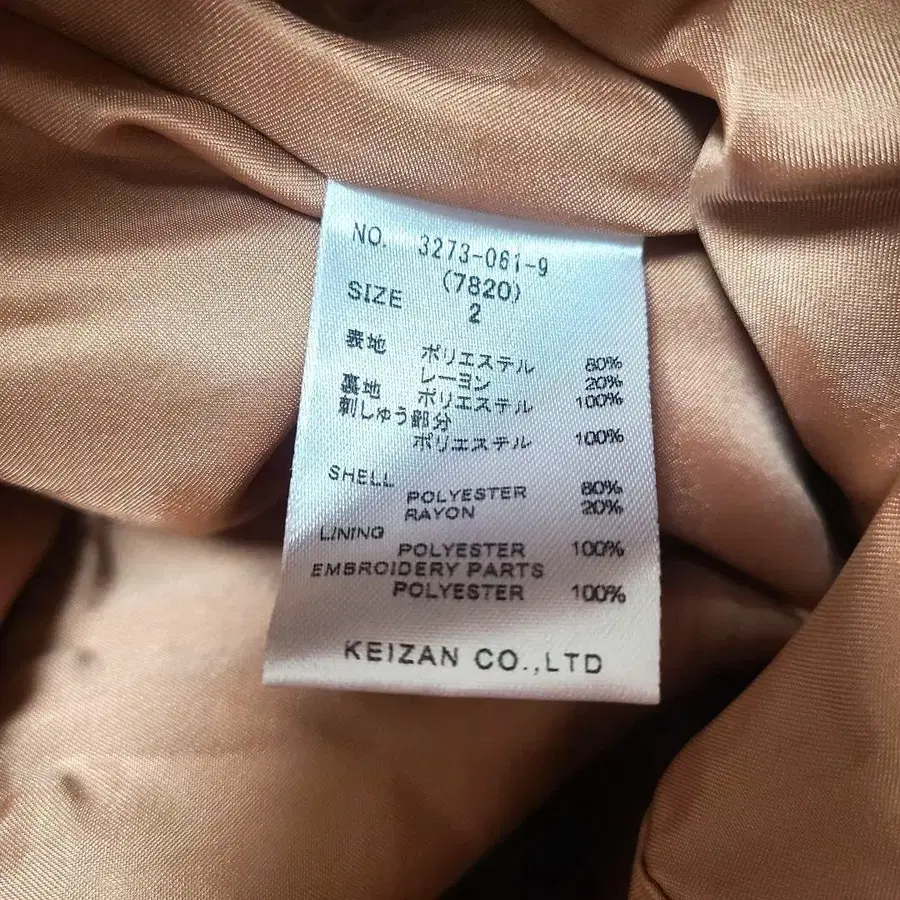 NO. 3273-061-9
(7820)
SIZE 2
表地 ポリエステル 80%
レーヨン 20%
裏地 ポリエステル 100%
刺しゅう部分
ポリエステル 100%
SHELL
POLYESTER 80%
RAYON 20%
LINING
POLYESTER 100%
EMBROIDERY PARTS
POLYESTER 100%
KEIZAN CO.,LTD